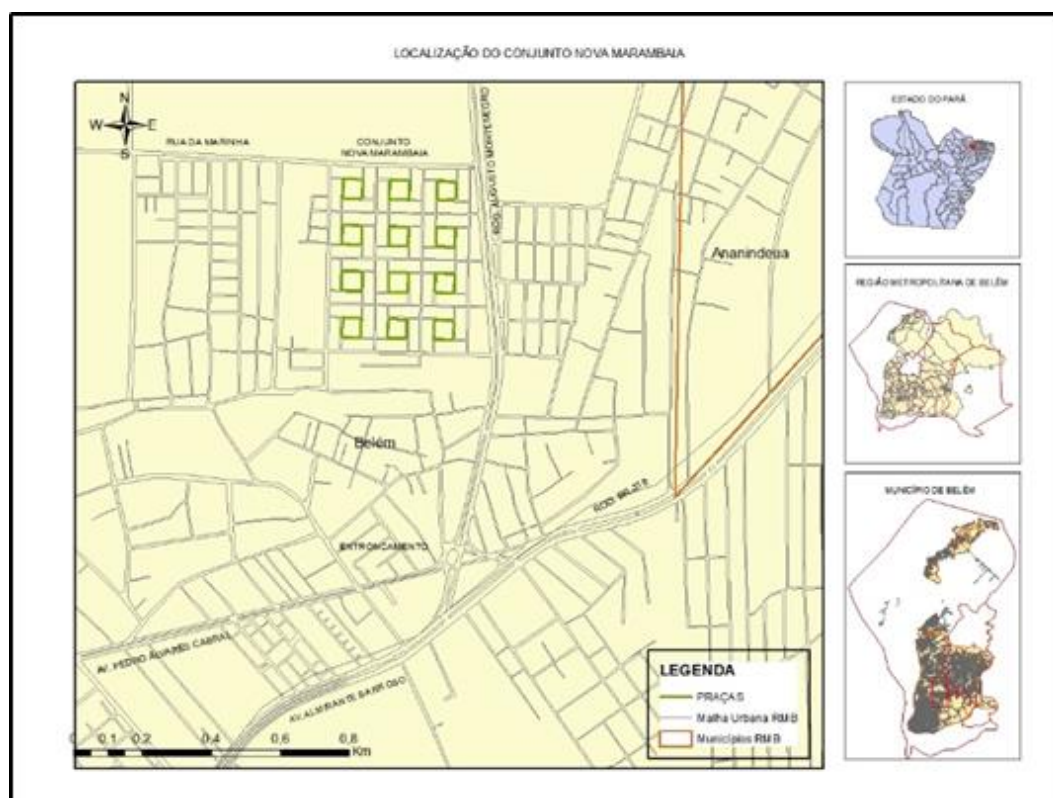 LOCALIZAÇÃO DO CONJUNTO NOVA MARAMBAIA
N
W E
S
RUA DA MARINHA
CONJUNTO
NOVA MARAMBAIA
ROD. AUGUSTO MONTENEGRO
Ananindeua
Belém
ROD. BR-316
ENTRONCAMENTO
AV. PEDRO ÁLVARES CABRAL
AV. ALMIRANTE BARROSO
0 0,1 0,2 0,4 0,6 0,8
Km
LEGENDA
PRAÇAS
Malha Urbana RMB
Municípios RMB
ESTADO DO PARÁ
REGIÃO METROPOLITANA DE BELÉM
MUNICÍPIO DE BELÉM